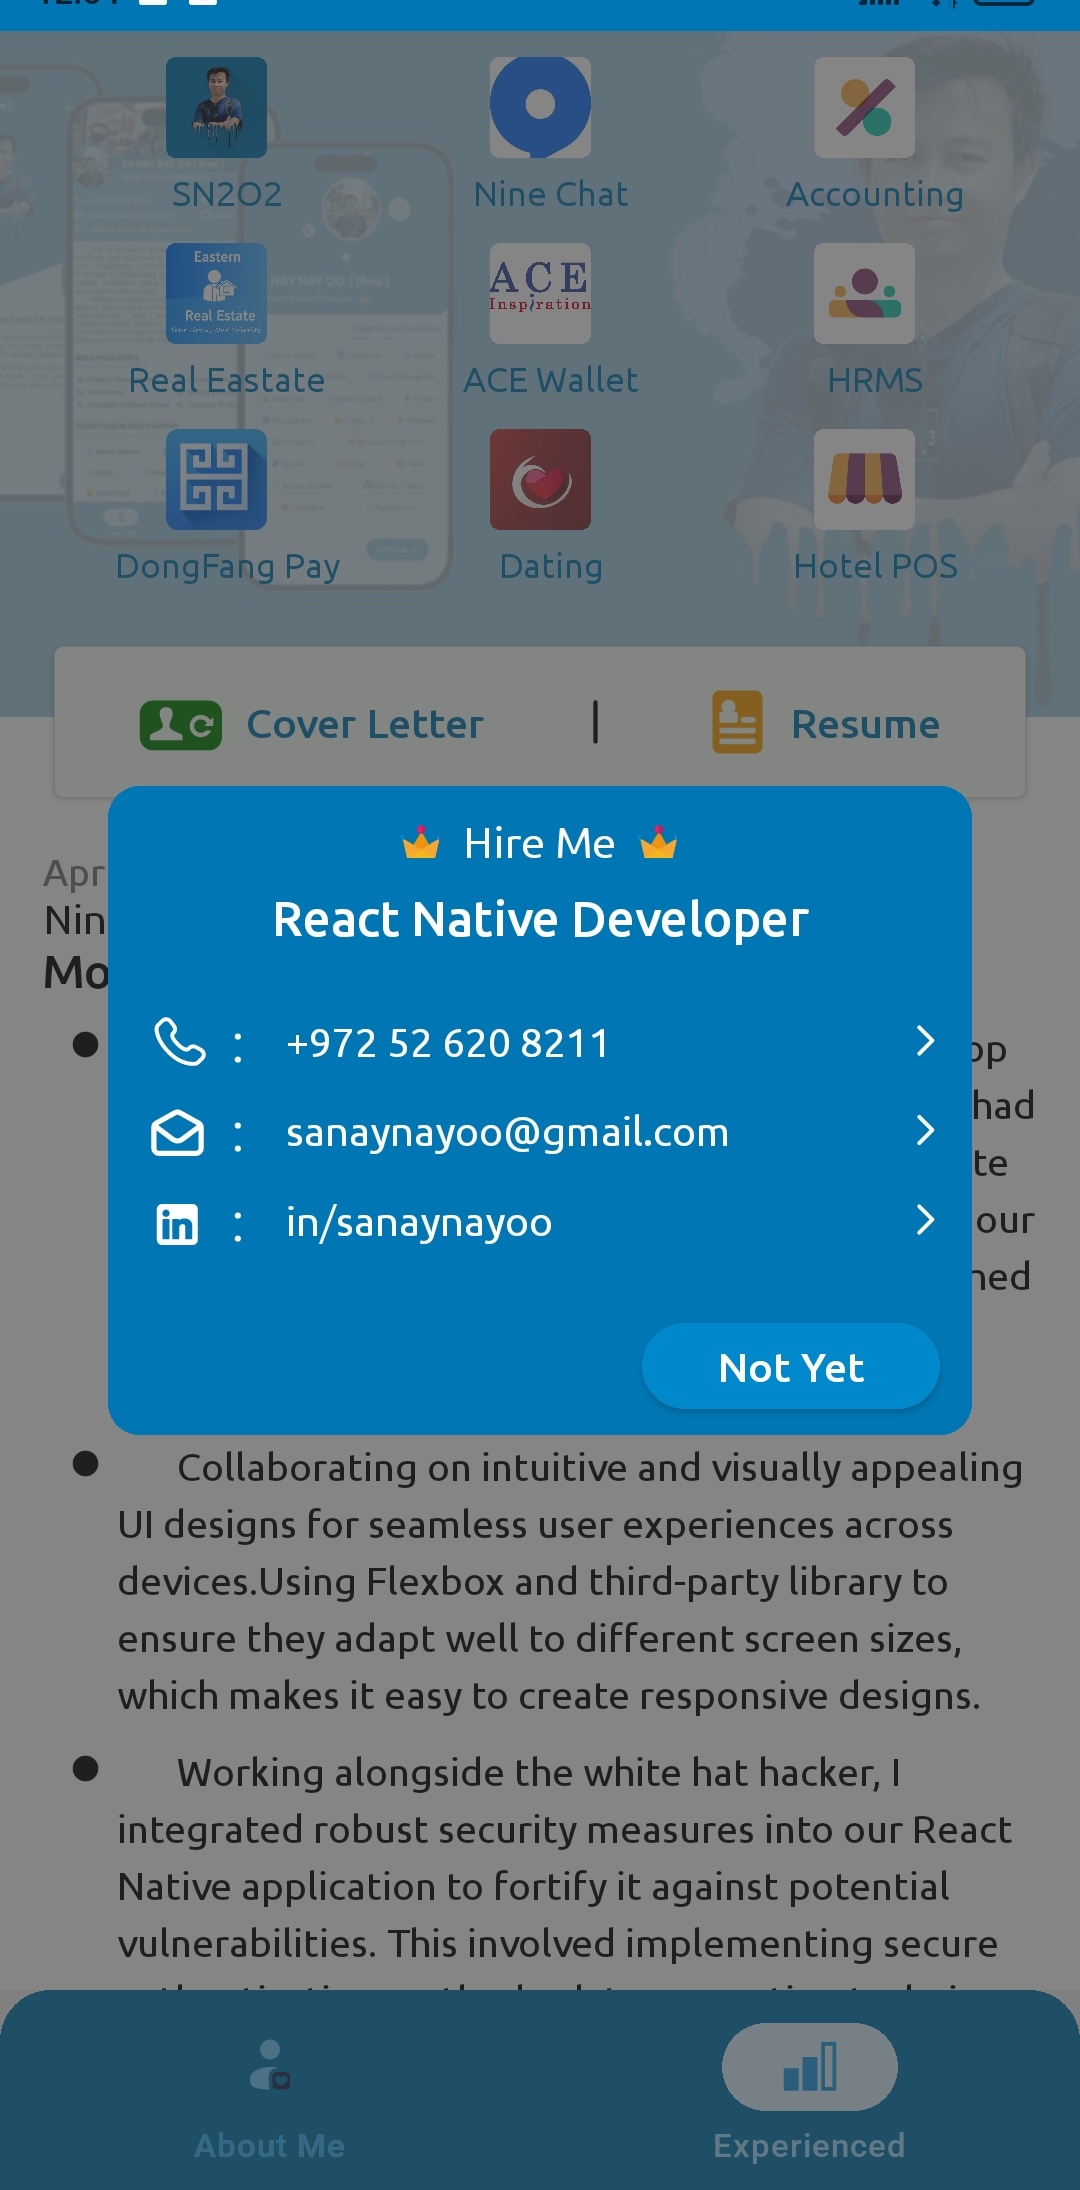 SN2O2
Nine Chat
Accounting
Eastern
Real Estate
Your Home, Our Priority
ACE
Inspiration
Real Eastate
ACE Wallet
HRMS
DongFang Pay
Dating
Hotel POS
Cover Letter | Resume
Hire Me
React Native Developer
Apr
Nin
Mo
: +972 52 620 8211
: sanaynayoo@gmail.com
in : in/sanaynayoo
op
had
te
our
ned
Not Yet
Collaborating on intuitive and visually appealing
UI designs for seamless user experiences across
devices.Using Flexbox and third-party library to
ensure they adapt well to different screen sizes,
which makes it easy to create responsive designs.
Working alongside the white hat hacker, I
integrated robust security measures into our React
Native application to fortify it against potential
vulnerabilities. This involved implementing secure
About Me
Experienced